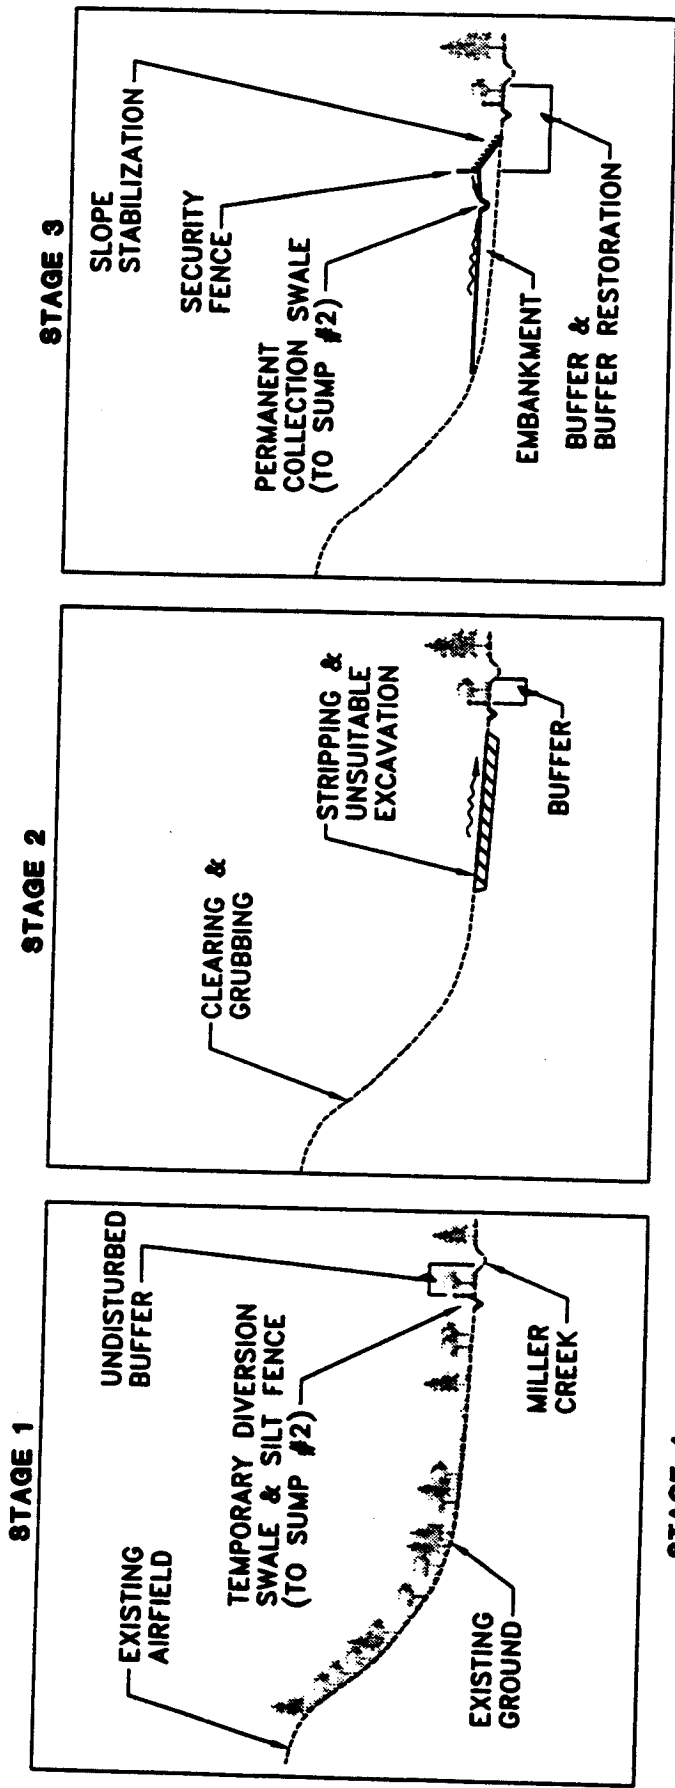 STAGE 1
EXISTING
AIRFIELD
UNDISTURBED
BUFFER
TEMPORARY DIVERSION
SWALE & SILT FENCE
(TO SUMP #2)
EXISTING
GROUND
MILLER
CREEK
STAGE 2
CLEARING &
GRUBBING
STRIPPING &
UNSUITABLE
EXCAVATION
BUFFER
STAGE 3
SLOPE
STABILIZATION
SECURITY
FENCE
PERMANENT
COLLECTION SWALE
(TO SUMP #2)
EMBANKMENT
BUFFER &
BUFFER RESTORATION